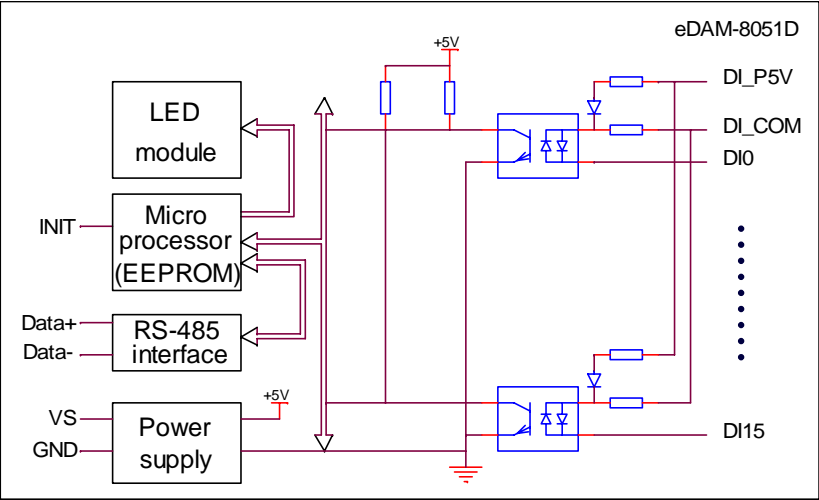 eDAM-8051D
+5V
DI_P5V
LED
module
DI_COM
DI0
INIT
Micro
processor
(EEPROM)
Data+
Data-
RS-485
interface
+5V
VS
GND
Power
supply
DI15